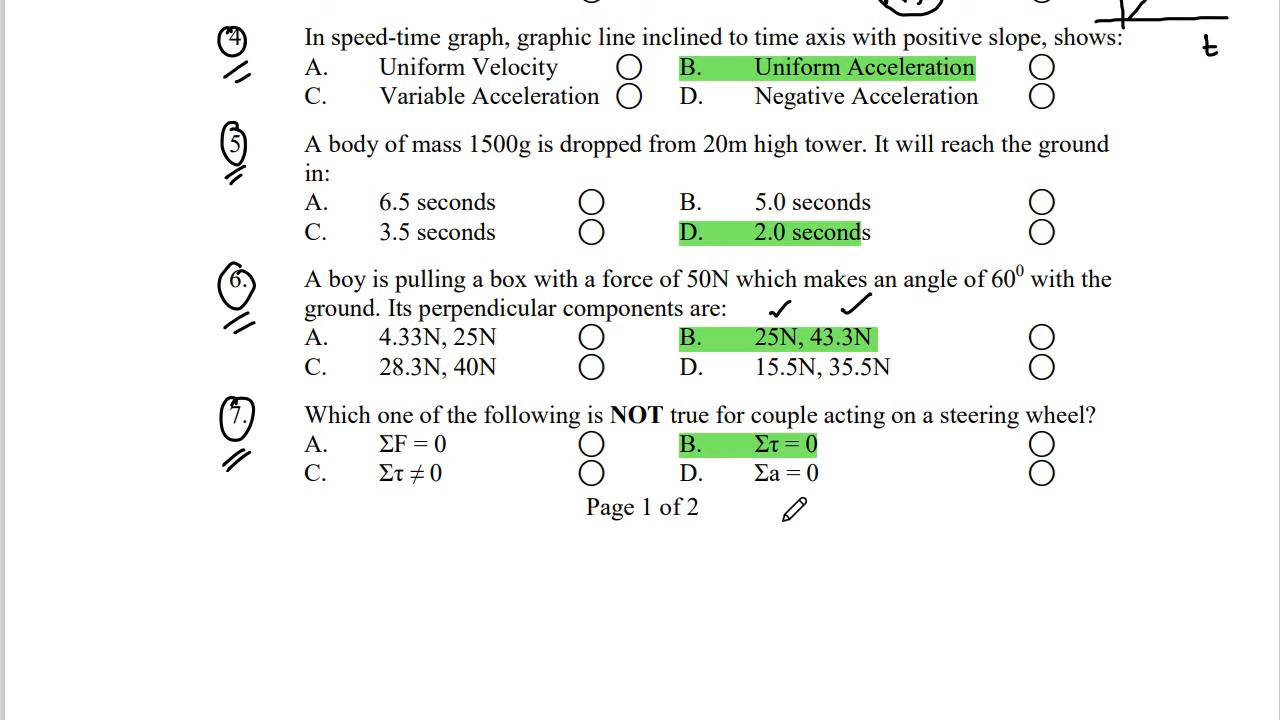 4 In speed-time graph, graphic line inclined to time axis with positive slope, shows:
A. Uniform Velocity B. Uniform Acceleration
C. Variable Acceleration D. Negative Acceleration
t
5 A body of mass 1500g is dropped from 20m high tower. It will reach the ground
in:
A. 6.5 seconds B. 5.0 seconds
C. 3.5 seconds D. 2.0 seconds
6. A boy is pulling a box with a force of 50N which makes an angle of 60⁰ with the
ground. Its perpendicular components are:
A. 4.33N, 25N B. 25N, 43.3N
C. 28.3N, 40N D. 15.5N, 35.5N
7. Which one of the following is NOT true for couple acting on a steering wheel?
A. ΣF = 0 B. Στ = 0
C. Στ ≠ 0 D. Σa = 0
Page 1 of 2